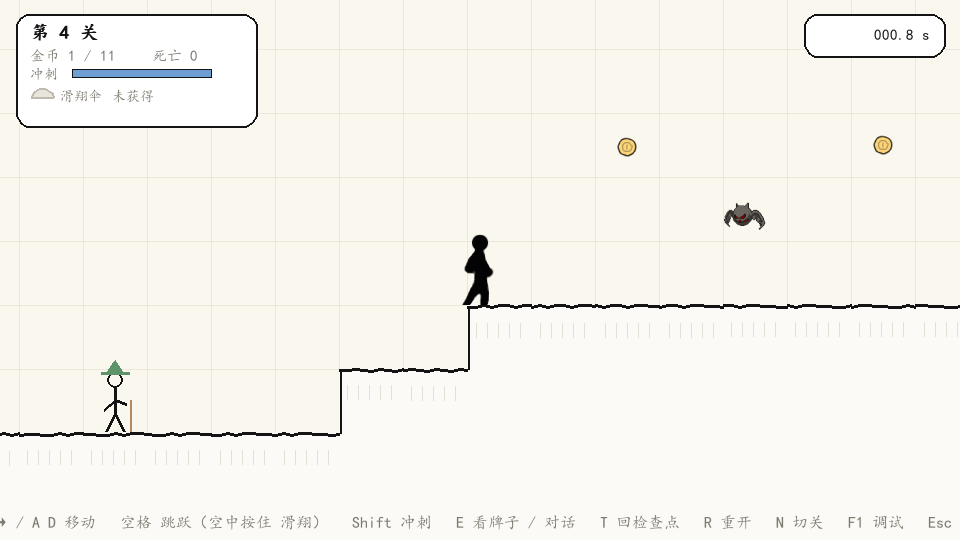 第 4 关
金币 1 / 11 死亡 0
冲刺
滑翔伞 未获得
000.8 s
/ A D 移动 空格 跳跃 (空中按住 滑翔) Shift 冲刺 E 看牌子 / 对话 T 回检查点 R 重开 N 切关 F1 调试 Esc